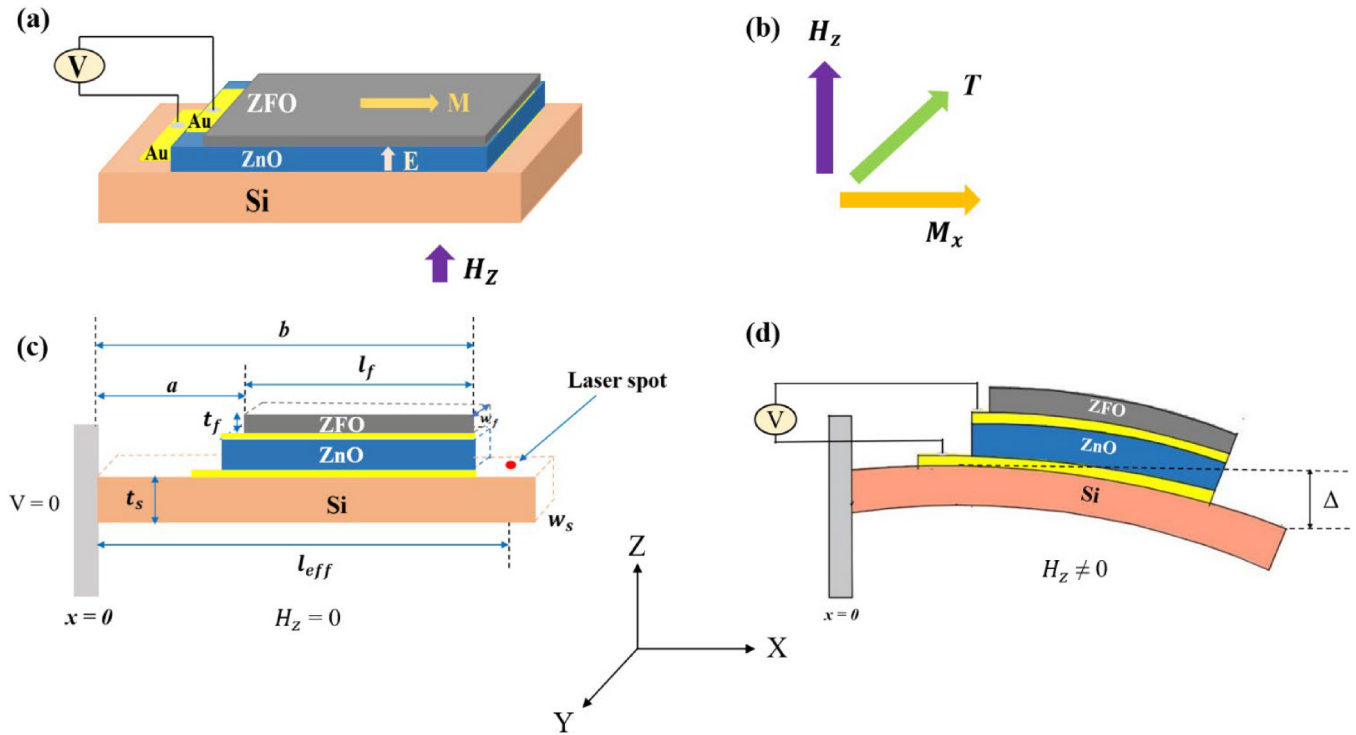 (a)
V
ZFO
M
Au
Au
ZnO
E
Si
H_Z
(b)
H_z
T
M_x
(c)
b
a
l_f
Laser spot
t_f
ZFO
w_f
ZnO
V = 0
t_s
Si
w_s
l_eff
x = 0
H_z = 0
Z
X
Y
(d)
V
ZFO
ZnO
Si
Δ
H_z ≠ 0
x = 0